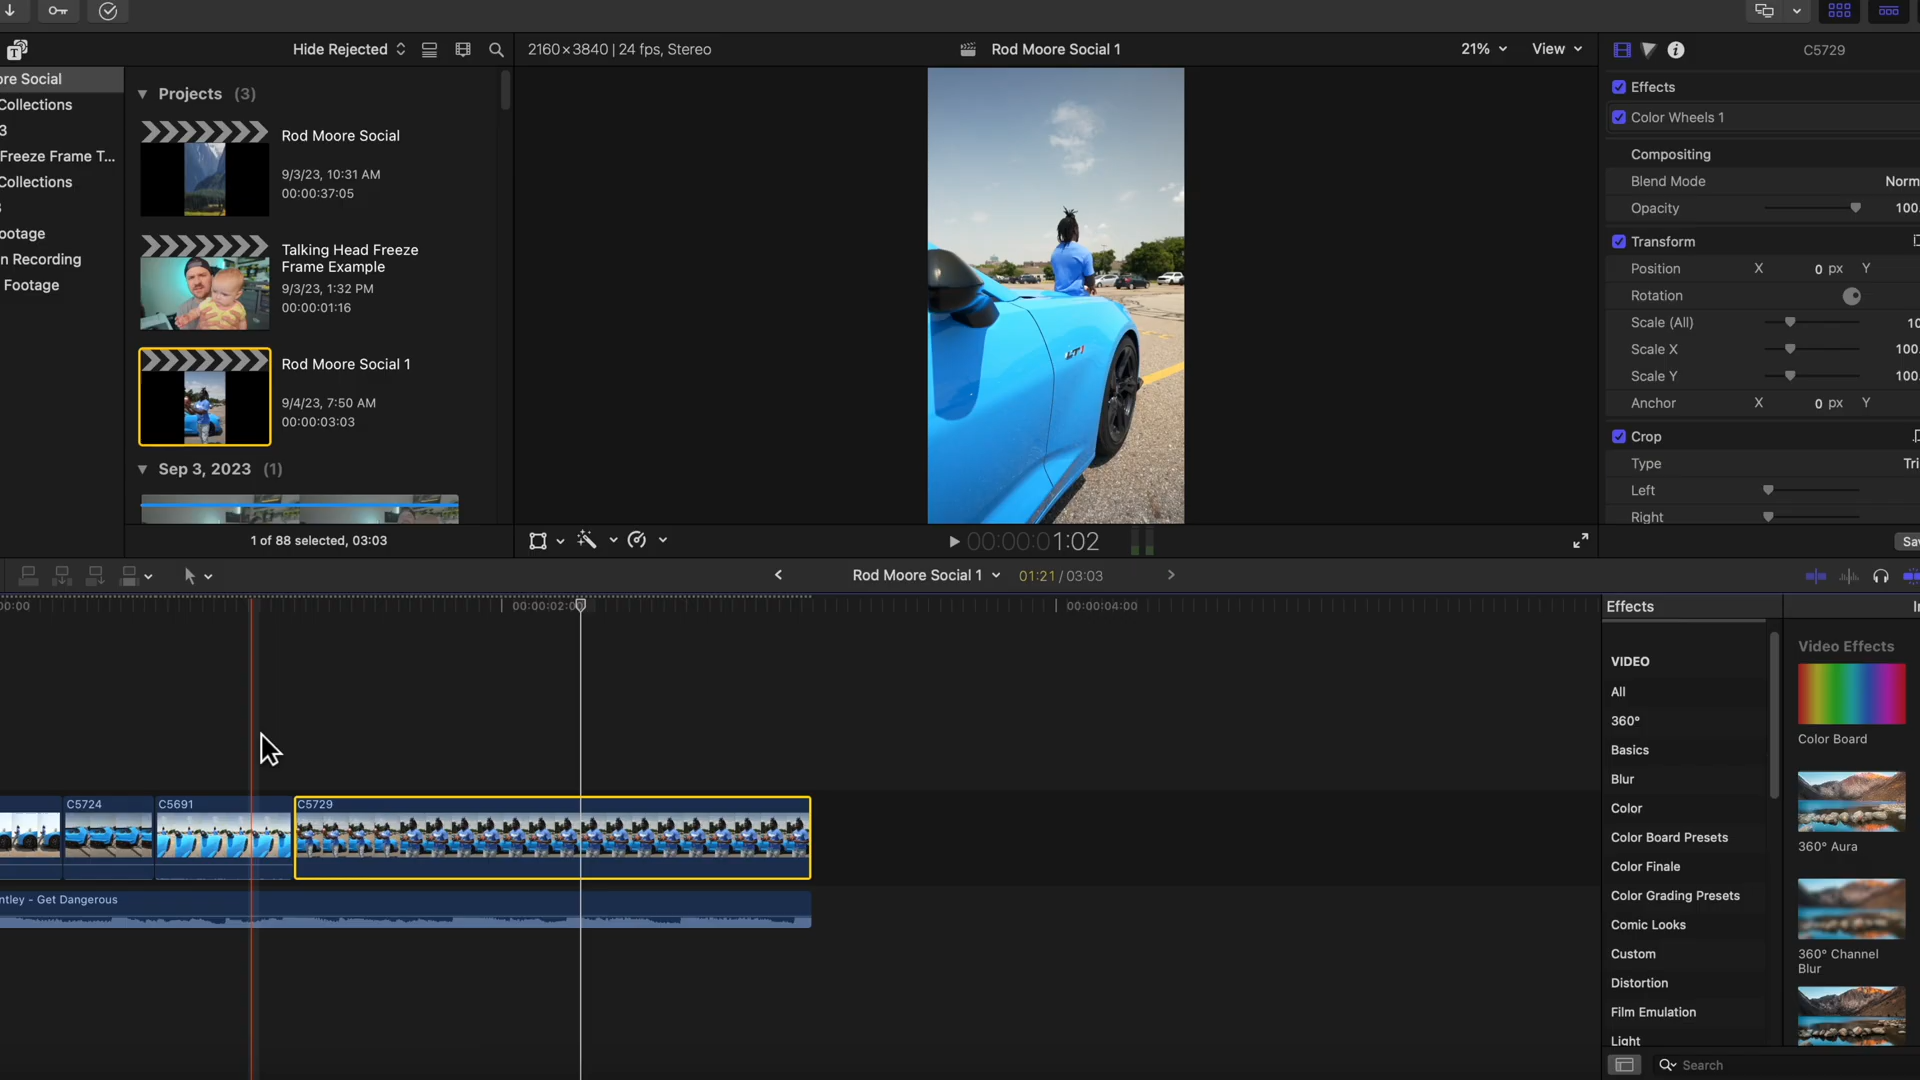 Hide Rejected
2160×3840 | 24 fps, Stereo
Rod Moore Social 1
21%
View
C5729
ore Social
Collections
3
Freeze Frame T...
Collections
ootage
n Recording
Footage
Projects (3)
Rod Moore Social
9/3/23, 10:31 AM
00:00:37:05
Talking Head Freeze
Frame Example
9/3/23, 1:32 PM
00:00:01:16
Rod Moore Social 1
9/4/23, 7:50 AM
00:00:03:03
Sep 3, 2023 (1)
1 of 88 selected, 03:03
LT1
00:00:01:02
Effects
Color Wheels 1
Compositing
Blend Mode Norm
Opacity 100.
Transform
Position X 0 px Y
Rotation
Scale (All) 10
Scale X 100.
Scale Y 100.
Anchor X 0 px Y
Crop
Type Tri
Left
Right
Sav
Rod Moore Social 1 01:21 / 03:03
00:00 00:00:02:00 00:00:04:00
C5724 C5691 C5729
ntley - Get Dangerous
Effects In
VIDEO
All
360°
Basics
Blur
Color
Color Board Presets
Color Finale
Color Grading Presets
Comic Looks
Custom
Distortion
Film Emulation
Light
Video Effects
Color Board
360° Aura
360° Channel
Blur
Search